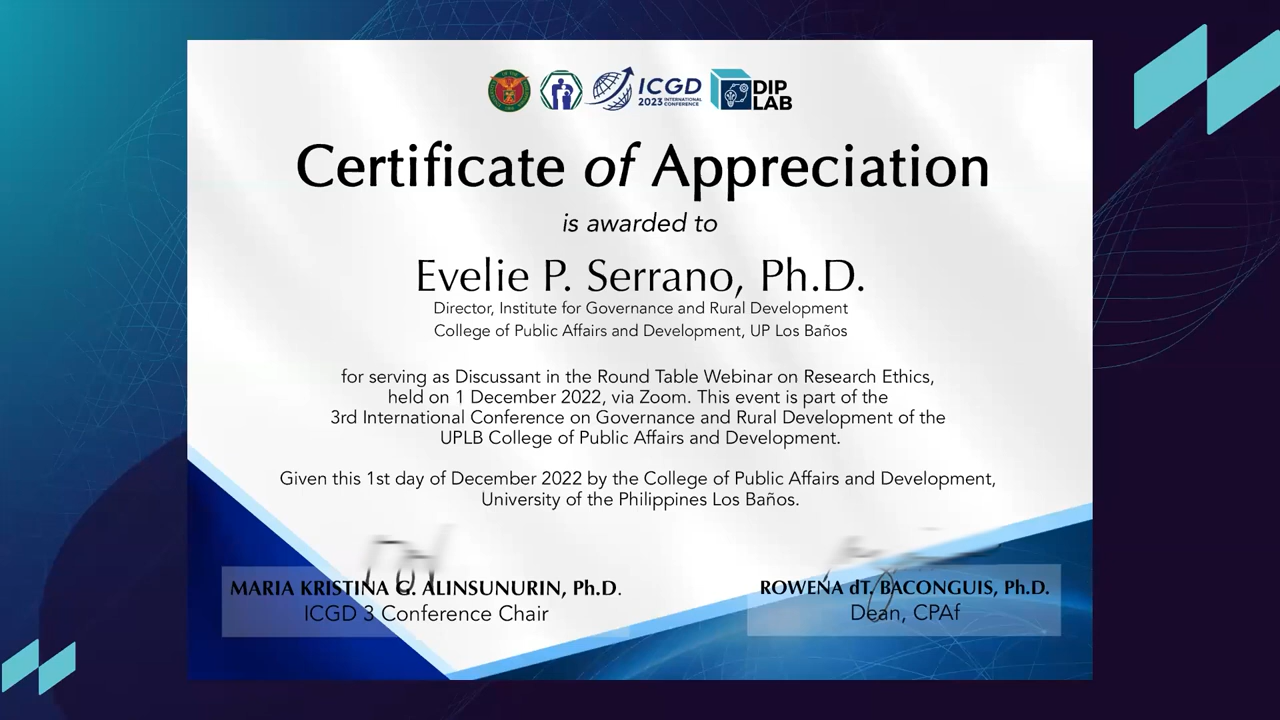 ICGD
2023 INTERNATIONAL CONFERENCE
DIP LAB
Certificate of Appreciation
is awarded to
Evelie P. Serrano, Ph.D.
Director, Institute for Governance and Rural Development
College of Public Affairs and Development, UP Los Baños
for serving as Discussant in the Round Table Webinar on Research Ethics,
held on 1 December 2022, via Zoom. This event is part of the
3rd International Conference on Governance and Rural Development of the
UPLB College of Public Affairs and Development.
Given this 1st day of December 2022 by the College of Public Affairs and Development,
University of the Philippines Los Baños.
MARIA KRISTINA G. ALINSUNURIN, Ph.D.
ICGD 3 Conference Chair
ROWENA dT. BACONGUIS, Ph.D.
Dean, CPAf